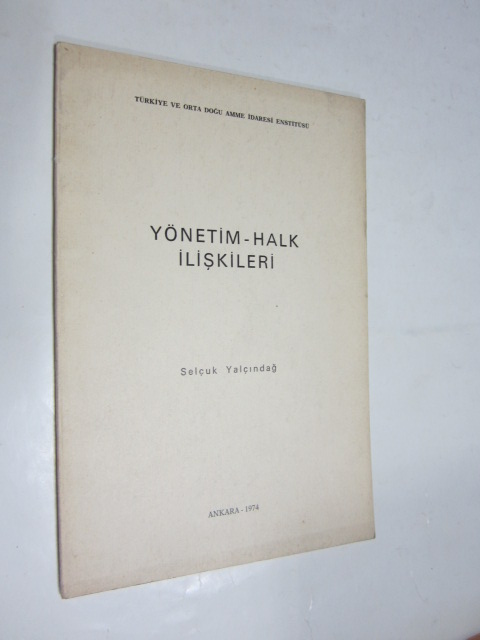 TÜRKİYE VE ORTA DOĞU AMME İDARESİ ENSTİTÜSÜ
YÖNETİM-HALK
İLİŞKİLERİ
Selçuk Yalçındağ
ANKARA - 1974